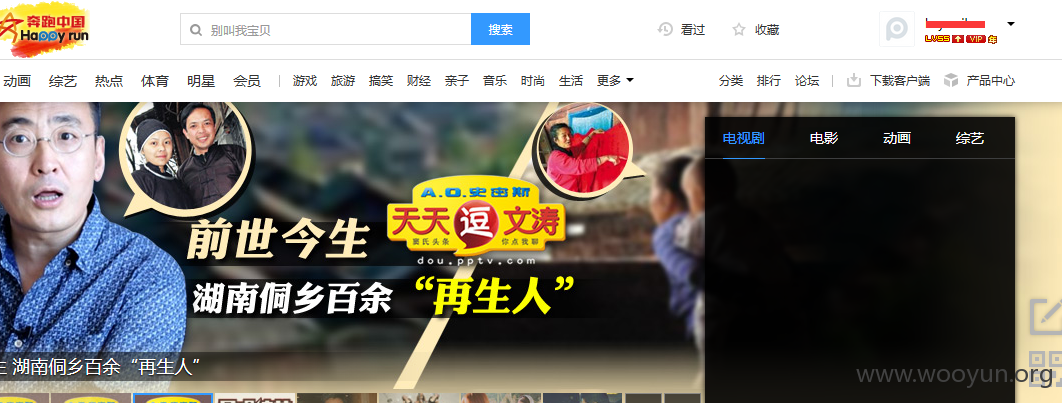 奔跑中国
Happy run
别叫我宝贝
搜索
看过
收藏
LV55 VIP 年
动画 综艺 热点 体育 明星 会员 游戏 旅游 搞笑 财经 亲子 音乐 时尚 生活 更多
分类 排行 论坛 下载客户端 产品中心
电视剧 电影 动画 综艺
A.O.史密斯
天天逗文涛
窦氏头条 你点我聊
dou.pptv.com
前世今生
湖南侗乡百余“再生人”
生 湖南侗乡百余“再生人”
www.wooyun.org